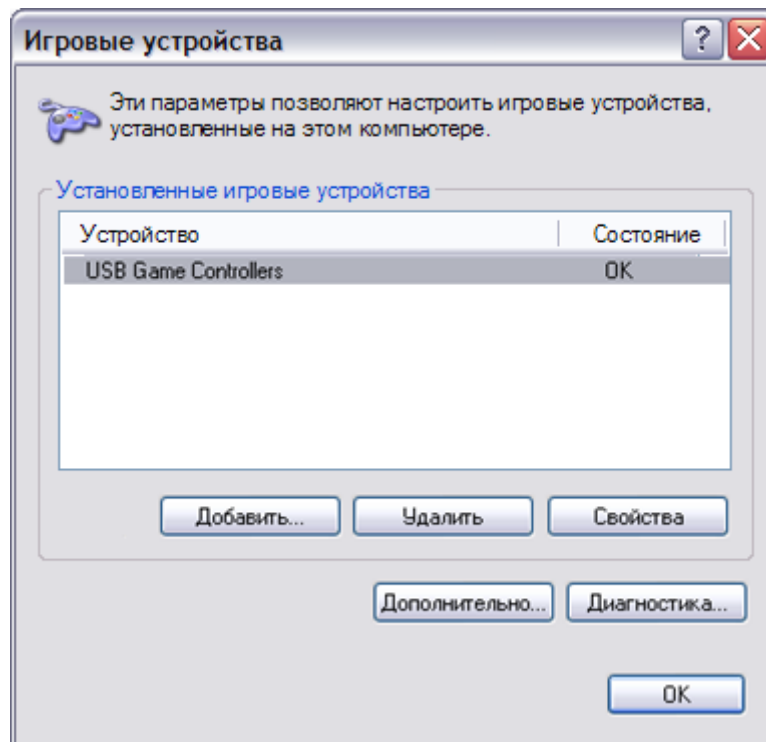 Игровые устройства
?
Эти параметры позволяют настроить игровые устройства,
установленные на этом компьютере.
Установленные игровые устройства
Устройство Состояние
USB Game Controllers OK
Добавить... Удалить Свойства
Дополнительно... Диагностика...
OK